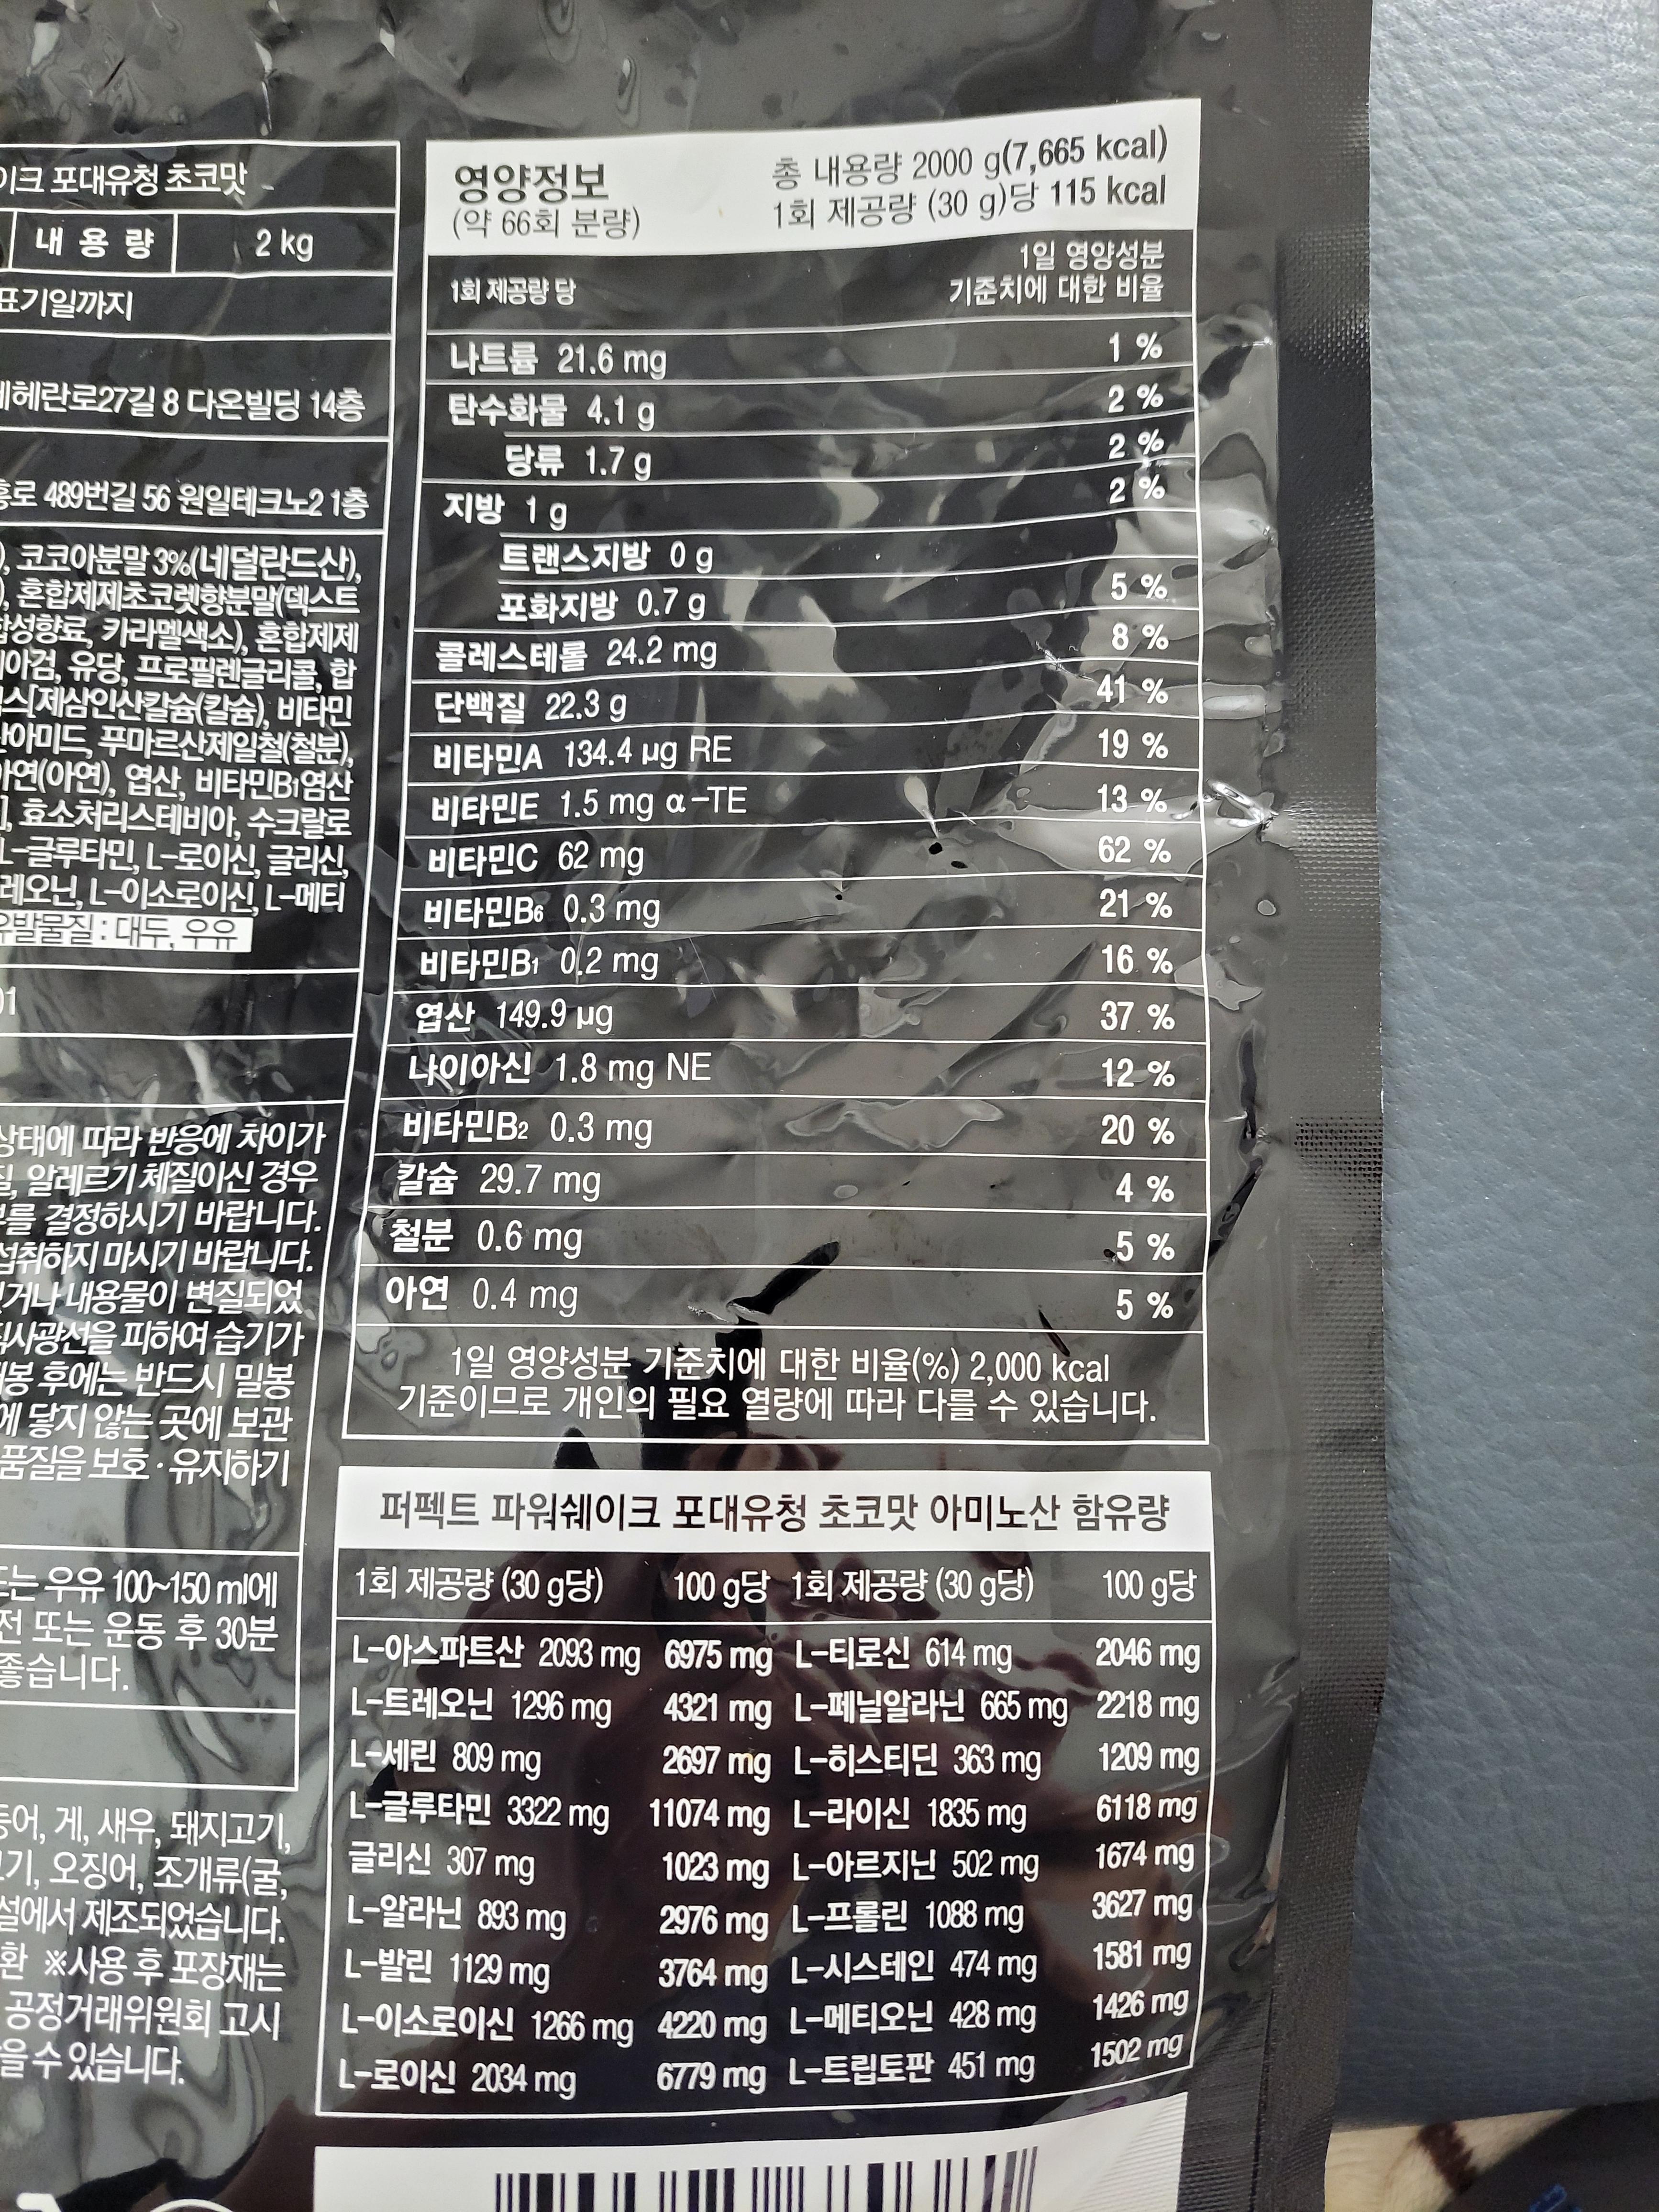 이크 포대유청 초코맛
내 용 량 2 kg
표기일까지
헤란로27길 8 다온빌딩 14층
로 489번길 56 원일테크노2 1층
), 코코아분말 3%(네덜란드산),
), 혼합제제초코렛향분말(덱스트
합성향료, 카라멜색소), 혼합제제
아검, 유당, 프로필렌글리콜, 합
스[제삼인산칼슘(칼슘), 비타민
아미드, 푸마르산제일철(철분),
연(아연), 엽산, 비타민B1염산
], 효소처리스테비아, 수크랄로
L-글루타민, L-로이신, 글리신,
레오닌, L-이소로이신, L-메티
유발물질 : 대두, 우유
01
상태에 따라 반응에 차이가
질, 알레르기 체질이신 경우
를 결정하시기 바랍니다.
섭취하지 마시기 바랍니다.
거나 내용물이 변질되었
직사광선을 피하여 습기가
개봉 후에는 반드시 밀봉
에 닿지 않는 곳에 보관
품질을 보호·유지하기
또는 우유 100~150 ml에
전 또는 운동 후 30분
좋습니다.
등어, 게, 새우, 돼지고기,
고기, 오징어, 조개류(굴,
설에서 제조되었습니다.
환 ※사용 후 포장재는
공정거래위원회 고시
을 수 있습니다.
영양정보
(약 66회 분량)
총 내용량 2000 g(7,665 kcal)
1회 제공량 (30 g)당 115 kcal
1회 제공량 당
1일 영양성분
기준치에 대한 비율
나트륨 21.6 mg 1 %
탄수화물 4.1 g 2 %
당류 1.7 g 2 %
지방 1 g 2 %
트랜스지방 0 g
포화지방 0.7 g 5 %
콜레스테롤 24.2 mg 8 %
단백질 22.3 g 41 %
비타민A 134.4 μg RE 19 %
비타민E 1.5 mg α-TE 13 %
비타민C 62 mg 62 %
비타민B6 0.3 mg 21 %
비타민B1 0.2 mg 16 %
엽산 149.9 μg 37 %
나이아신 1.8 mg NE 12 %
비타민B2 0.3 mg 20 %
칼슘 29.7 mg 4 %
철분 0.6 mg 5 %
아연 0.4 mg 5 %
1일 영양성분 기준치에 대한 비율(%) 2,000 kcal
기준이므로 개인의 필요 열량에 따라 다를 수 있습니다.
퍼펙트 파워쉐이크 포대유청 초코맛 아미노산 함유량
1회 제공량 (30 g당) 100 g당 1회 제공량 (30 g당) 100 g당
L-아스파트산 2093 mg 6975 mg L-티로신 614 mg 2046 mg
L-트레오닌 1296 mg 4321 mg L-페닐알라닌 665 mg 2218 mg
L-세린 809 mg 2697 mg L-히스티딘 363 mg 1209 mg
L-글루타민 3322 mg 11074 mg L-라이신 1835 mg 6118 mg
글리신 307 mg 1023 mg L-아르지닌 502 mg 1674 mg
L-알라닌 893 mg 2976 mg L-프롤린 1088 mg 3627 mg
L-발린 1129 mg 3764 mg L-시스테인 474 mg 1581 mg
L-이소로이신 1266 mg 4220 mg L-메티오닌 428 mg 1426 mg
L-로이신 2034 mg 6779 mg L-트립토판 451 mg 1502 mg